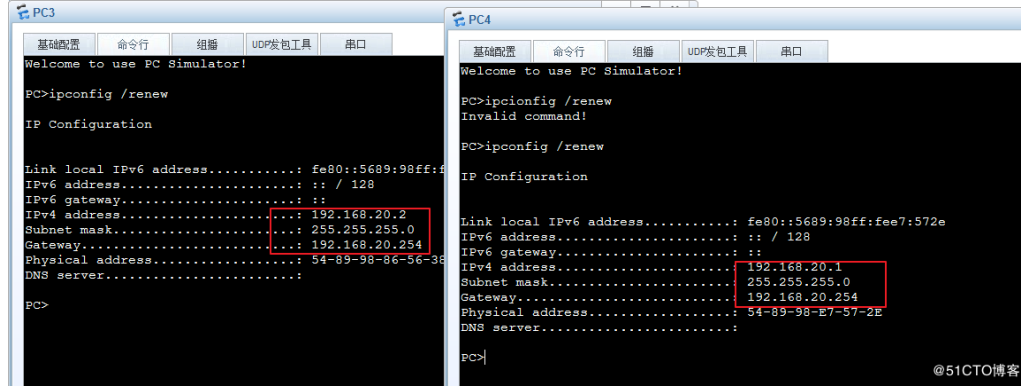 PC3
基础配置 命令行 组播 UDP发包工具 串口
Welcome to use PC Simulator!
PC>ipconfig /renew
IP Configuration
Link local IPv6 address...........: fe80::5689:98ff:f
IPv6 address......................: :: / 128
IPv6 gateway......................: ::
IPv4 address......................: 192.168.20.2
Subnet mask.......................: 255.255.255.0
Gateway...........................: 192.168.20.254
Physical address..................: 54-89-98-86-56-38
DNS server........................:
PC>
PC4
基础配置 命令行 组播 UDP发包工具 串口
Welcome to use PC Simulator!
PC>ipcionfig /renew
Invalid command!
PC>ipconfig /renew
IP Configuration
Link local IPv6 address...........: fe80::5689:98ff:fee7:572e
IPv6 address......................: :: / 128
IPv6 gateway......................: ::
IPv4 address......................: 192.168.20.1
Subnet mask.......................: 255.255.255.0
Gateway...........................: 192.168.20.254
Physical address..................: 54-89-98-E7-57-2E
DNS server........................:
PC>
@51CTO博客